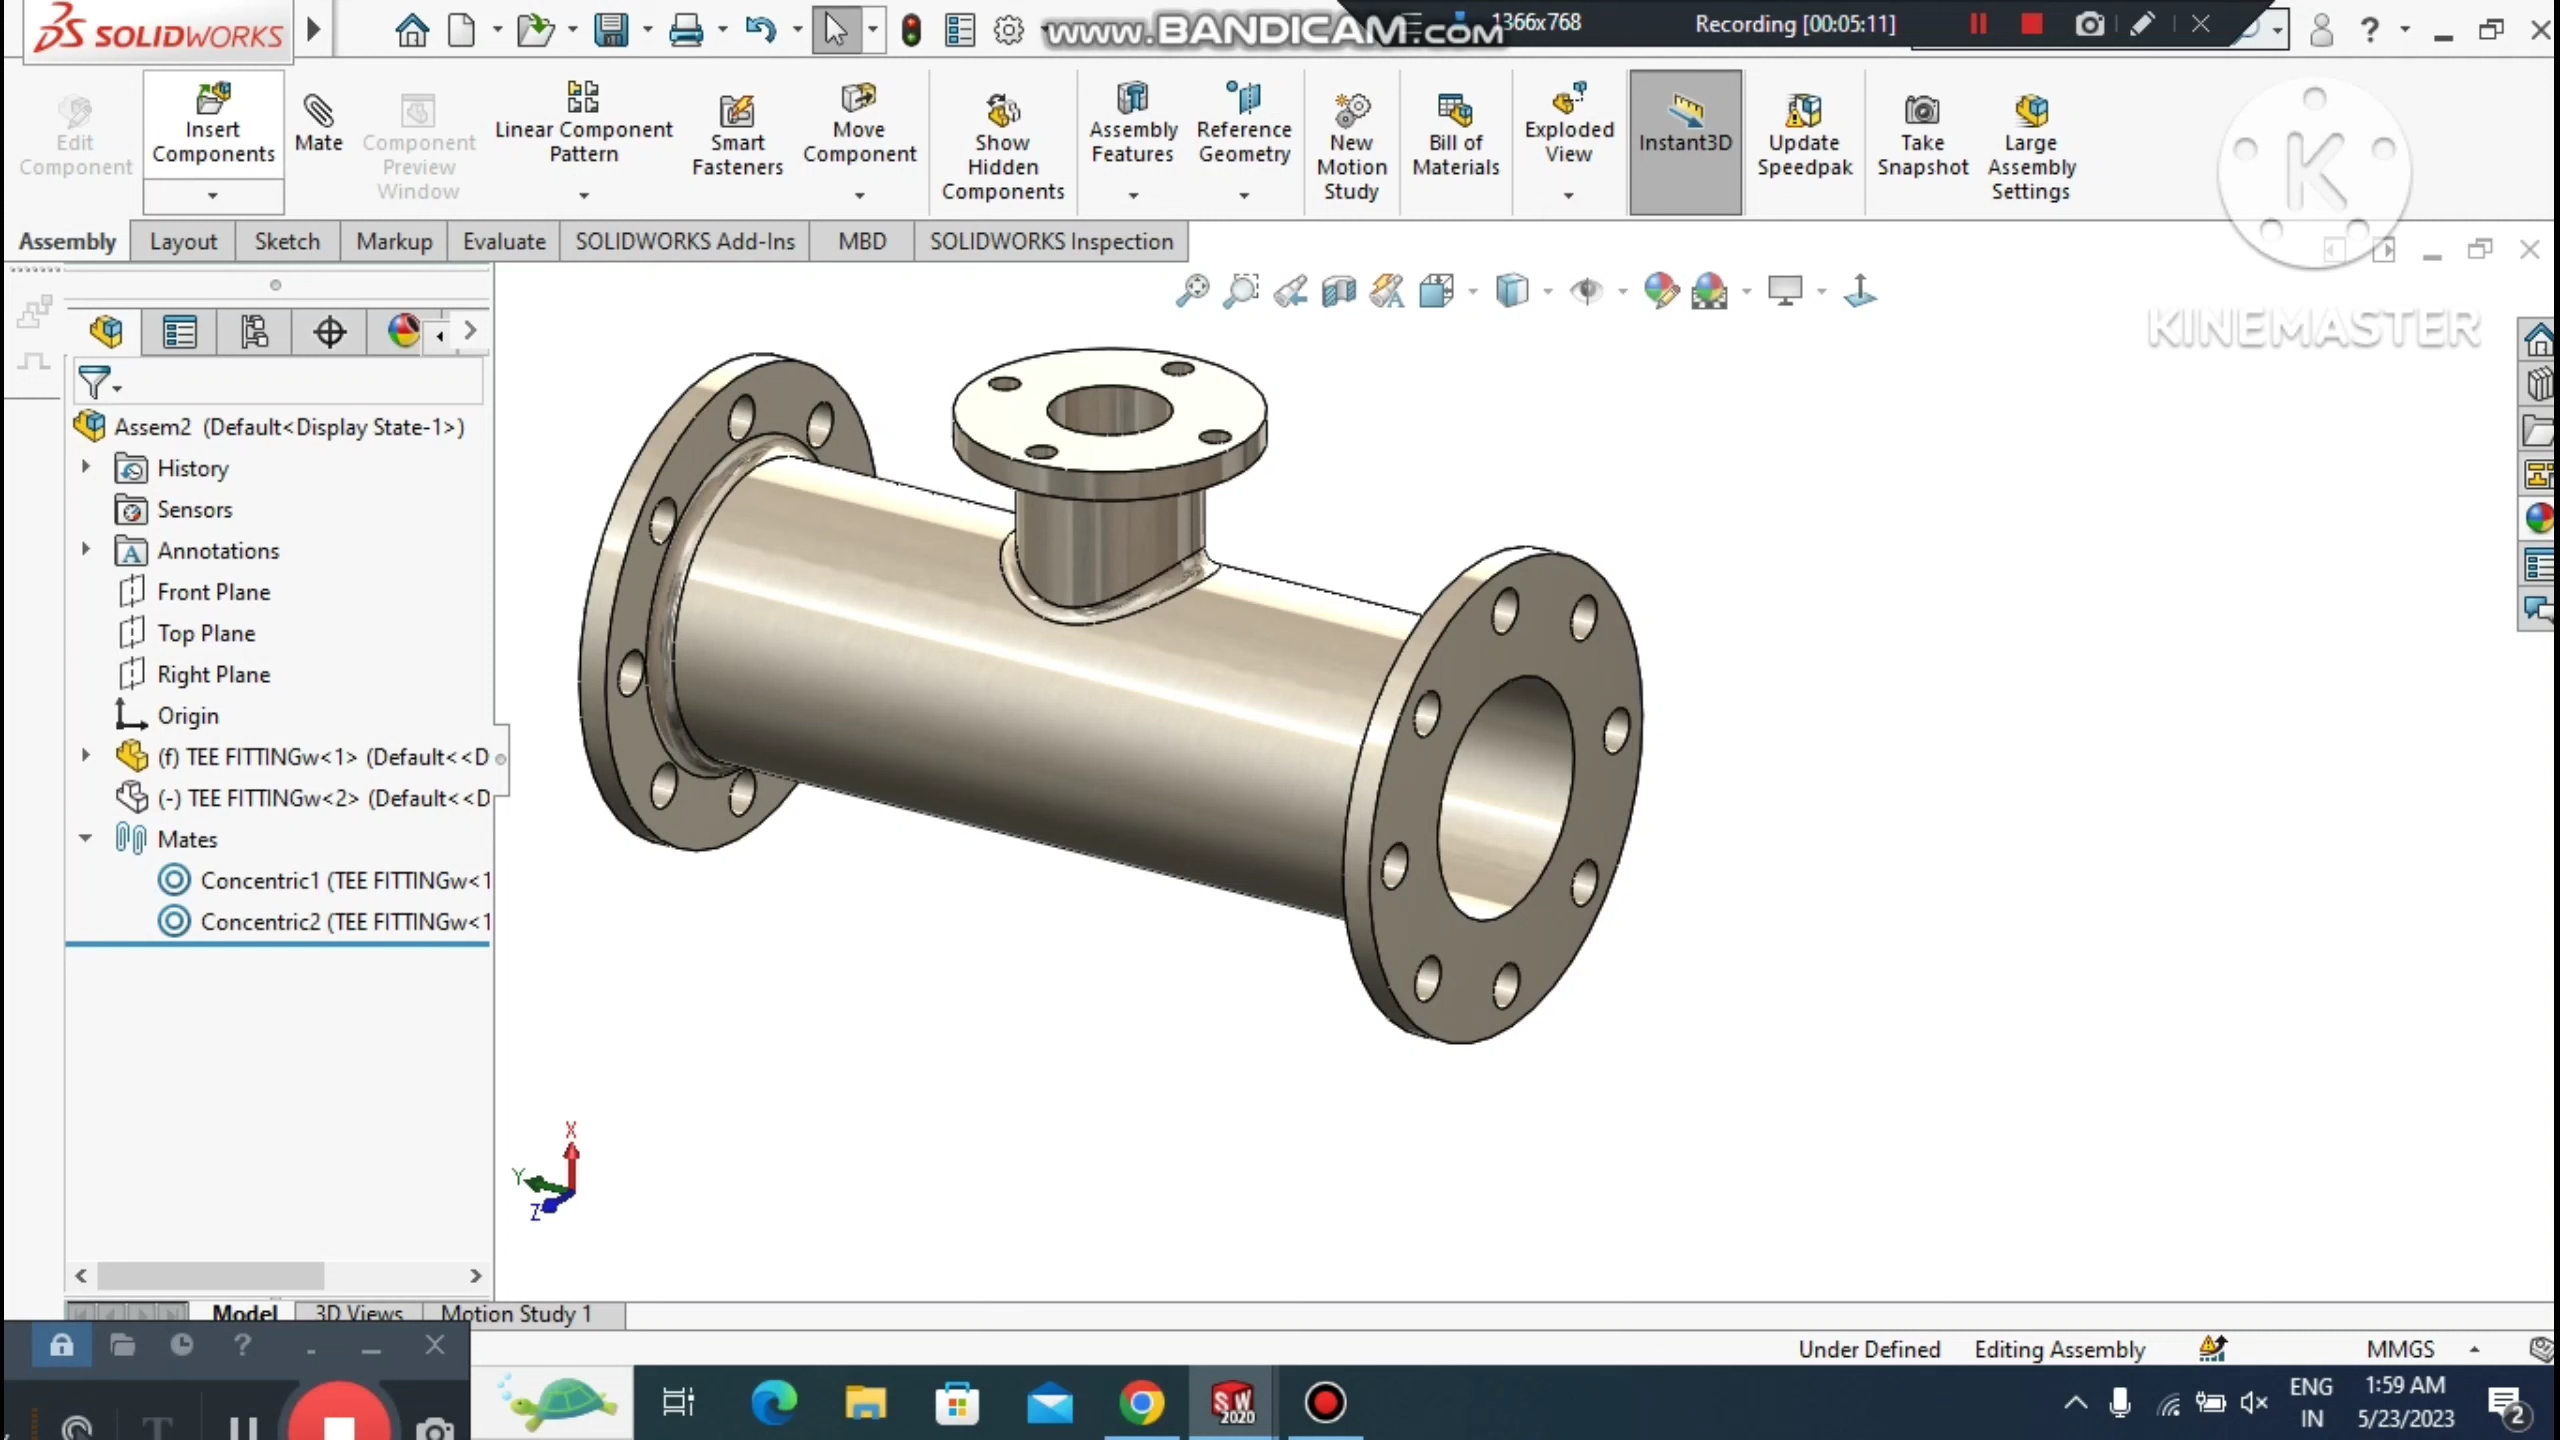 SOLIDWORKS
www.BANDICAM.com
1366x768
Recording [00:05:11]
Edit Component
Insert Components
Mate
Component Preview Window
Linear Component Pattern
Smart Fasteners
Move Component
Show Hidden Components
Assembly Features
Reference Geometry
New Motion Study
Bill of Materials
Exploded View
Instant3D
Update Speedpak
Take Snapshot
Large Assembly Settings
K
KINEMASTER
Assembly
Layout
Sketch
Markup
Evaluate
SOLIDWORKS Add-Ins
MBD
SOLIDWORKS Inspection
Assem2 (Default<Display State-1>)
History
Sensors
Annotations
Front Plane
Top Plane
Right Plane
Origin
(f) TEE FITTINGw<1> (Default<<D
(-) TEE FITTINGw<2> (Default<<D
Mates
Concentric1 (TEE FITTINGw<1
Concentric2 (TEE FITTINGw<1
X
Y
Z
Model
3D Views
Motion Study 1
Under Defined
Editing Assembly
MMGS
SW
2020
ENG
IN
1:59 AM
5/23/2023
2